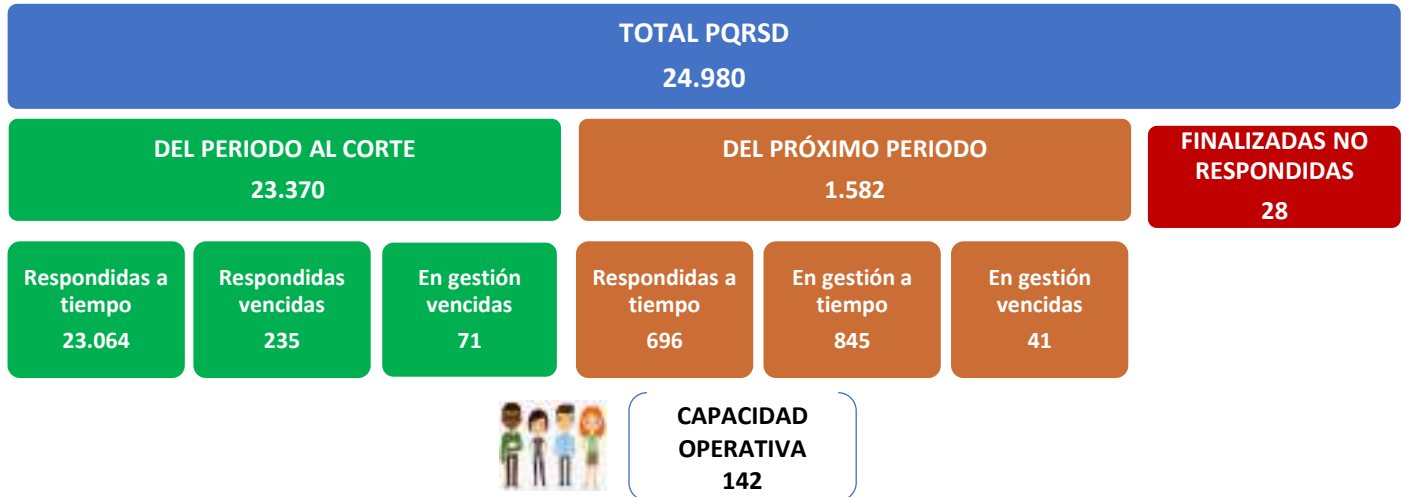 TOTAL PQRSD
24.980
DEL PERIODO AL CORTE
23.370
DEL PRÓXIMO PERIODO
1.582
FINALIZADAS NO
RESPONDIDAS
28
Respondidas a
tiempo
23.064
Respondidas
vencidas
235
En gestión
vencidas
71
Respondidas a
tiempo
696
En gestión a
tiempo
845
En gestión
vencidas
41
CAPACIDAD
OPERATIVA
142